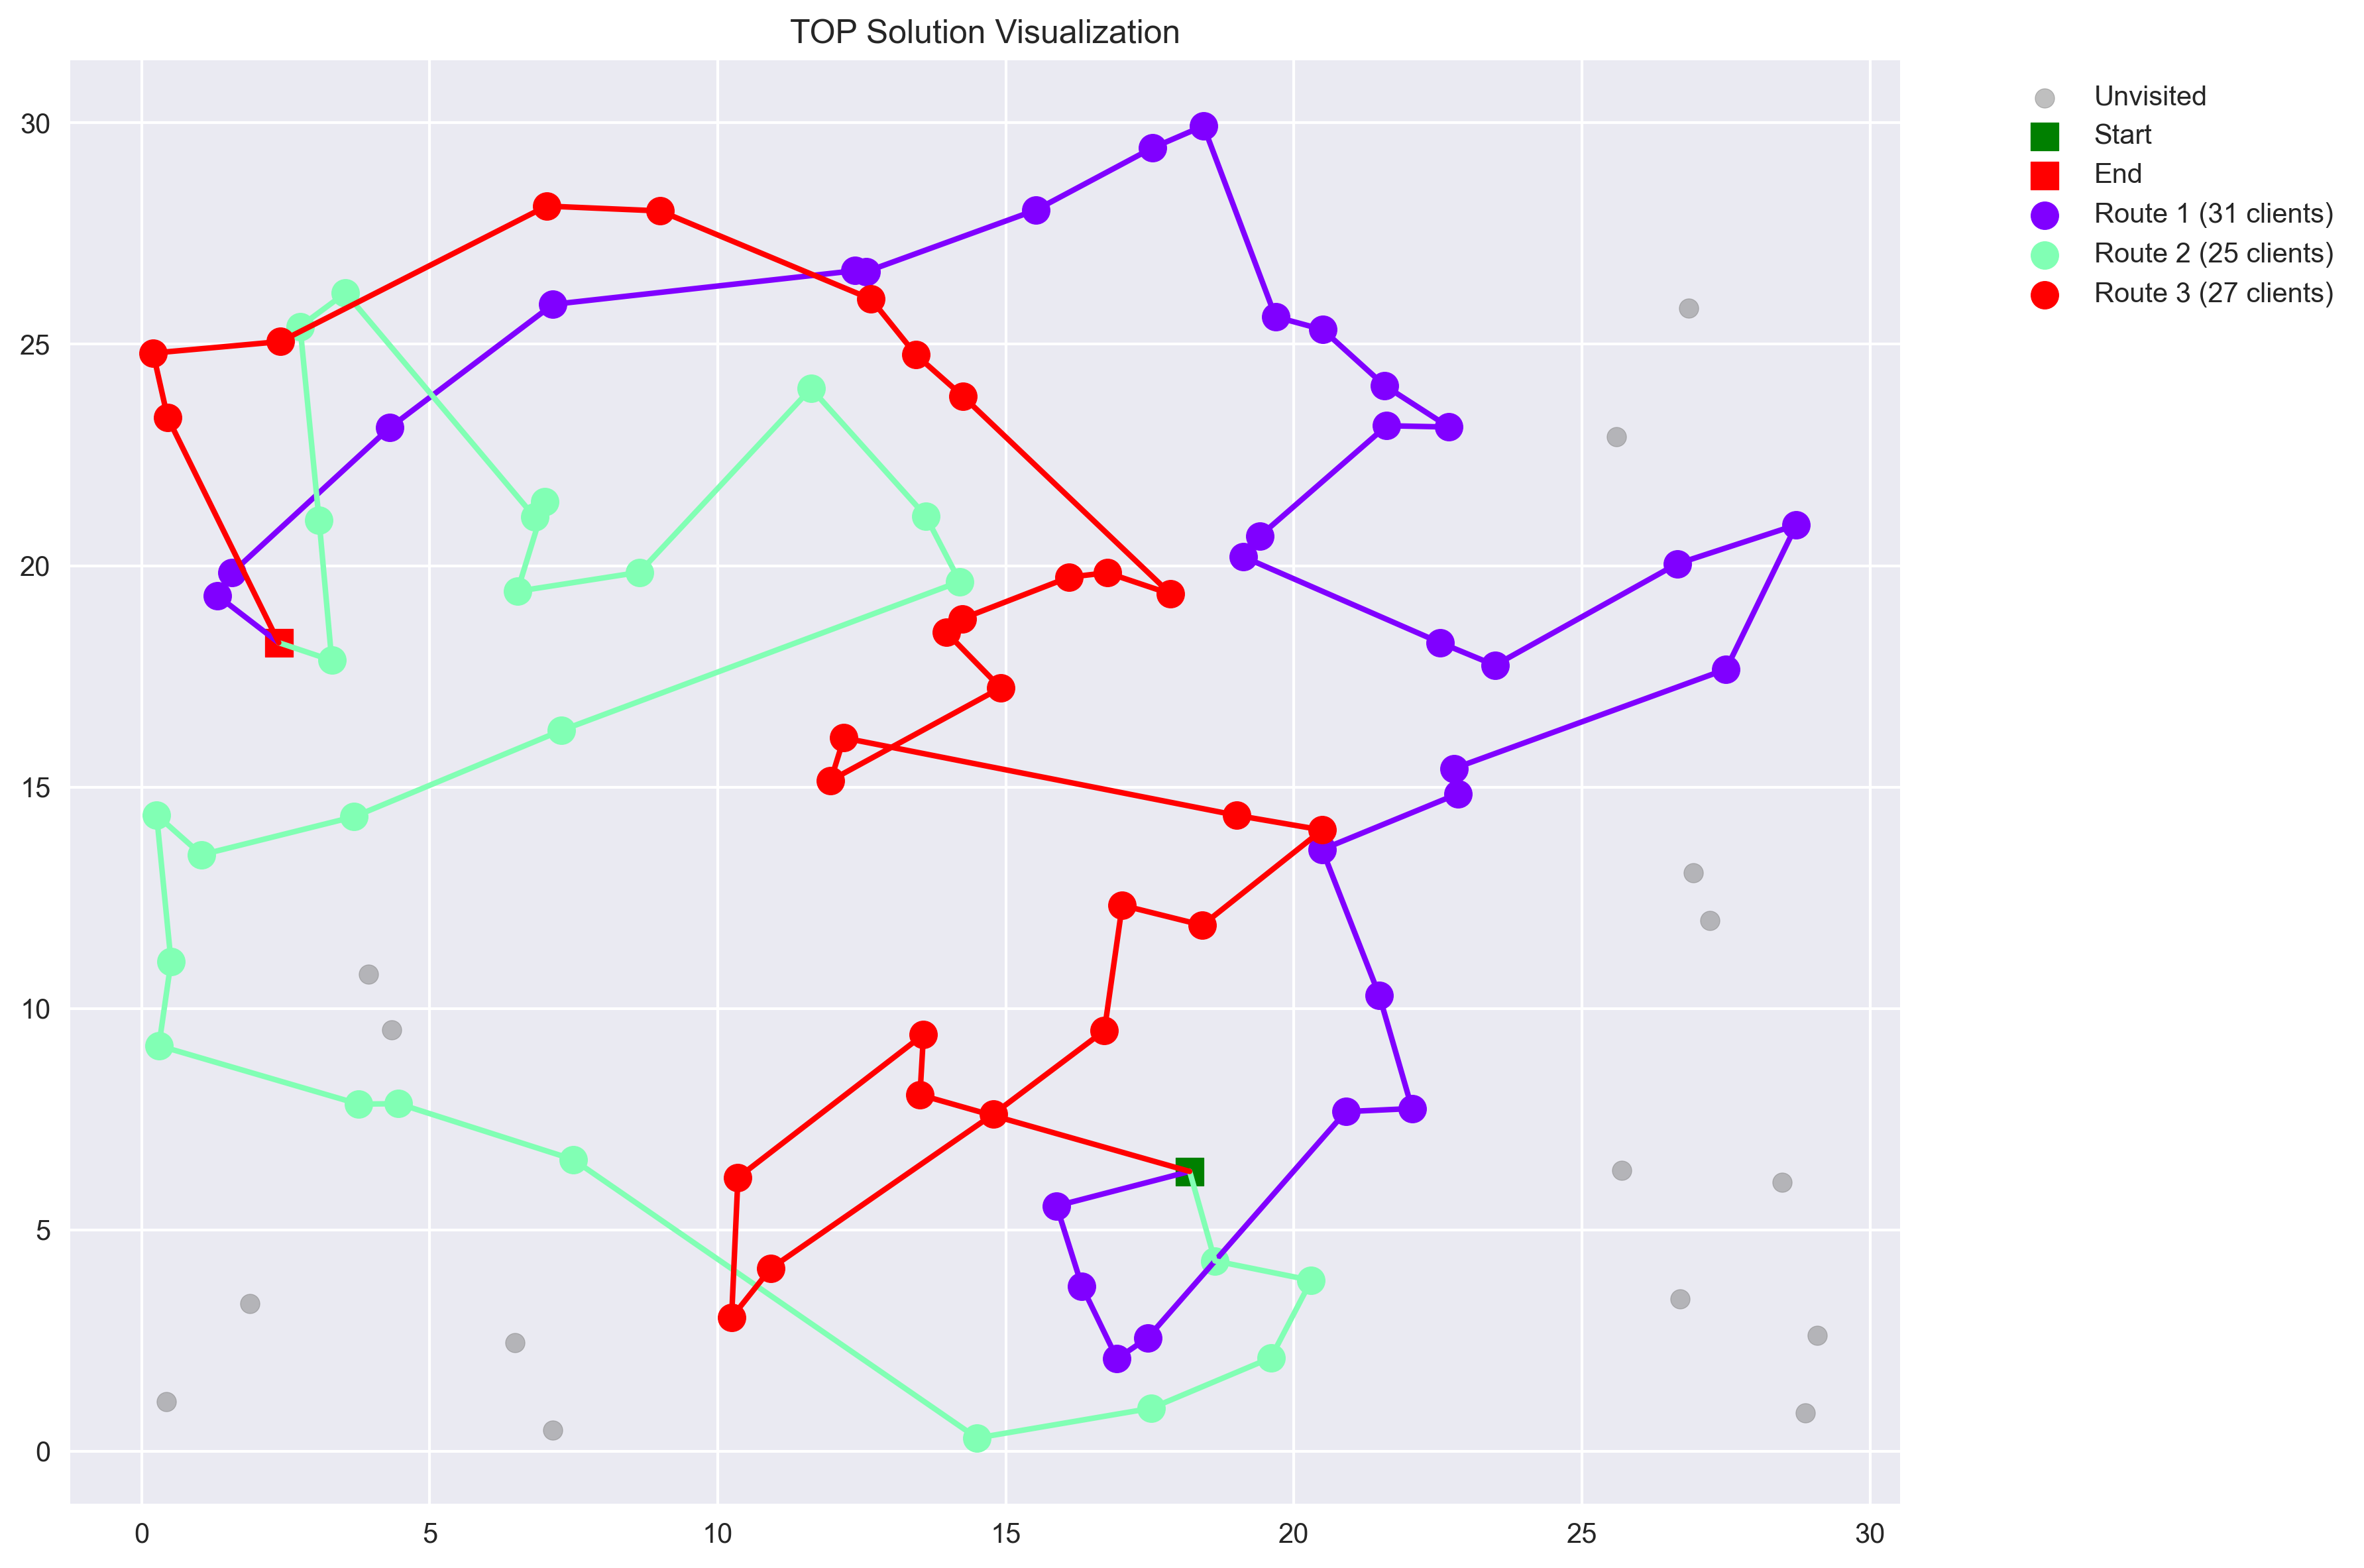 TOP Solution Visualization
Unvisited
Start
End
Route 1 (31 clients)
Route 2 (25 clients)
Route 3 (27 clients)
30
25
20
15
10
5
0
0 5 10 15 20 25 30